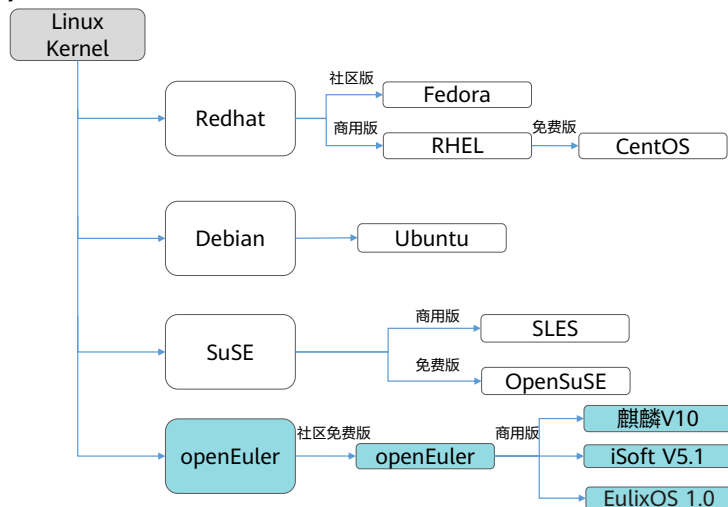 Linux
Kernel
社区版
Fedora
Redhat
商用版
RHEL
免费版
CentOS
Debian
Ubuntu
商用版
SLES
SuSE
免费版
OpenSuSE
麒麟V10
社区免费版
商用版
openEuler
openEuler
iSoft V5.1
EulixOS 1.0